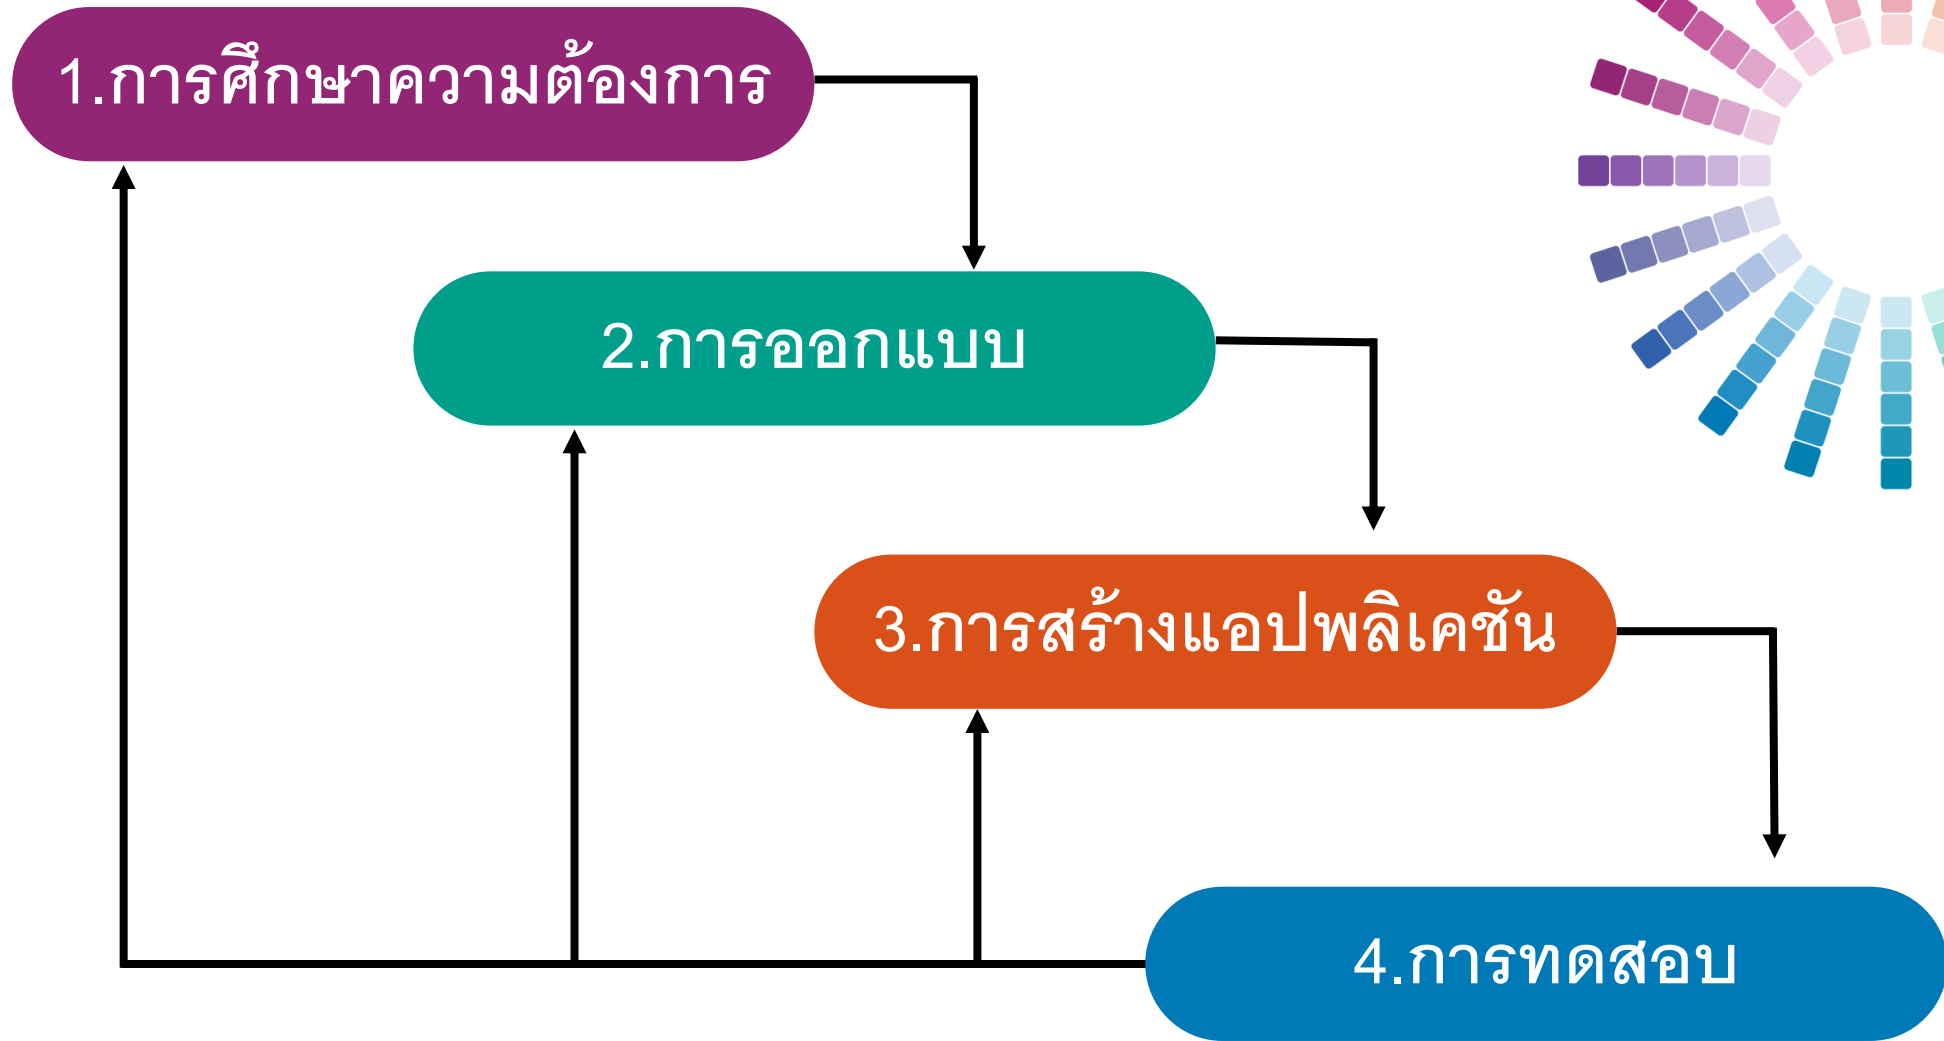 1.การศึกษาความต้องการ
2.การออกแบบ
3.การสร้างแอปพลิเคชัน
4.การทดสอบ